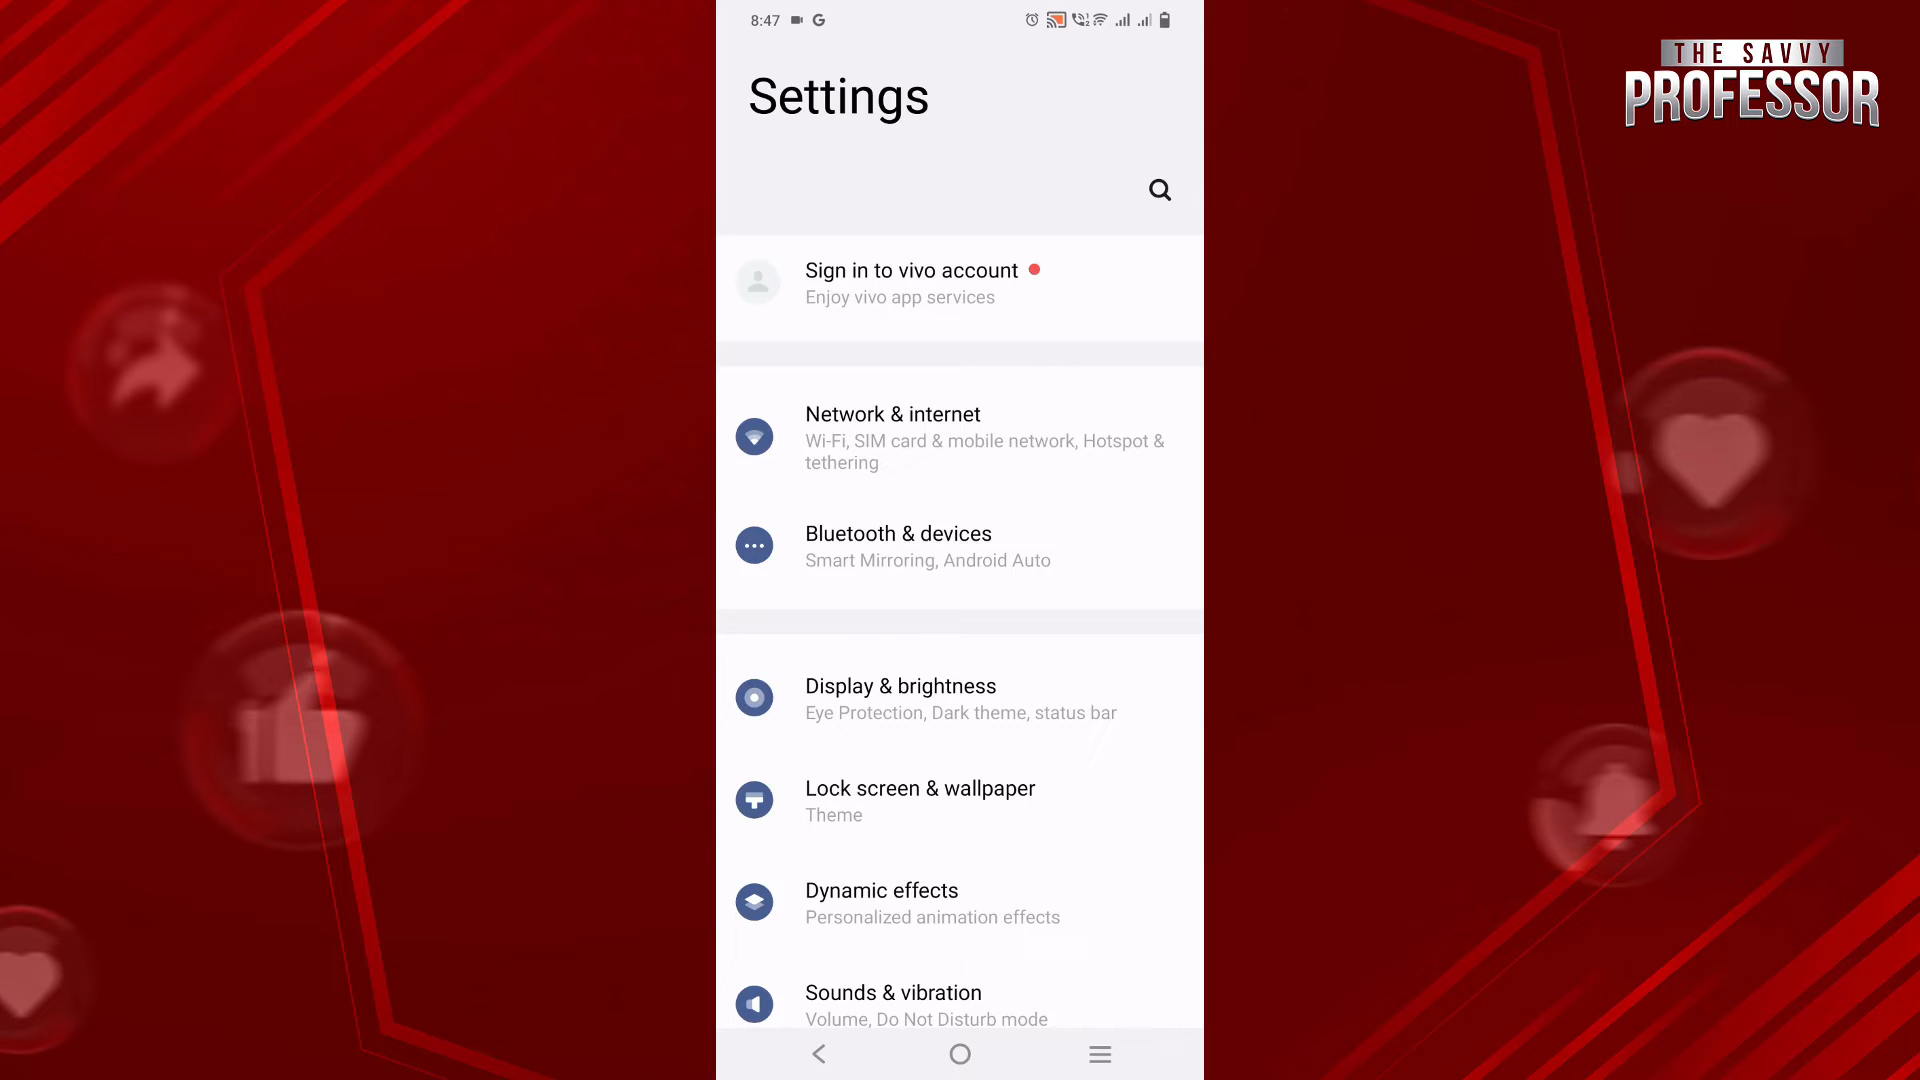 8:47
THE SAVVY
PROFESSOR
Settings
Sign in to vivo account
Enjoy vivo app services
Network & internet
Wi-Fi, SIM card & mobile network, Hotspot &
tethering
Bluetooth & devices
Smart Mirroring, Android Auto
Display & brightness
Eye Protection, Dark theme, status bar
Lock screen & wallpaper
Theme
Dynamic effects
Personalized animation effects
Sounds & vibration
Volume, Do Not Disturb mode